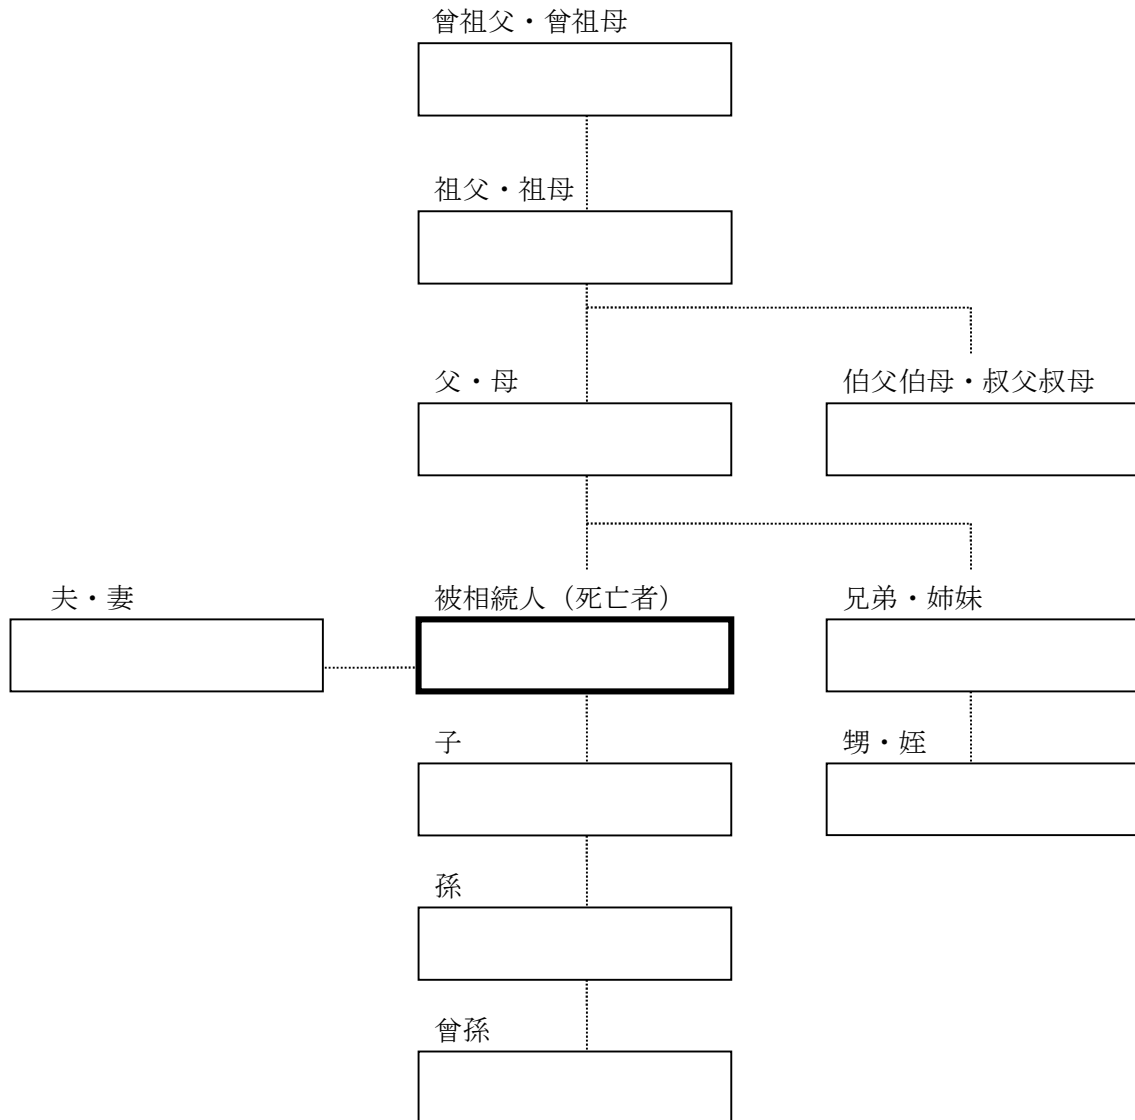 曾祖父・曾祖母
祖父・祖母
父・母
伯父伯母・叔父叔母
夫・妻
被相続人（死亡者）
兄弟・姉妹
子
甥・姪
孫
曾孫